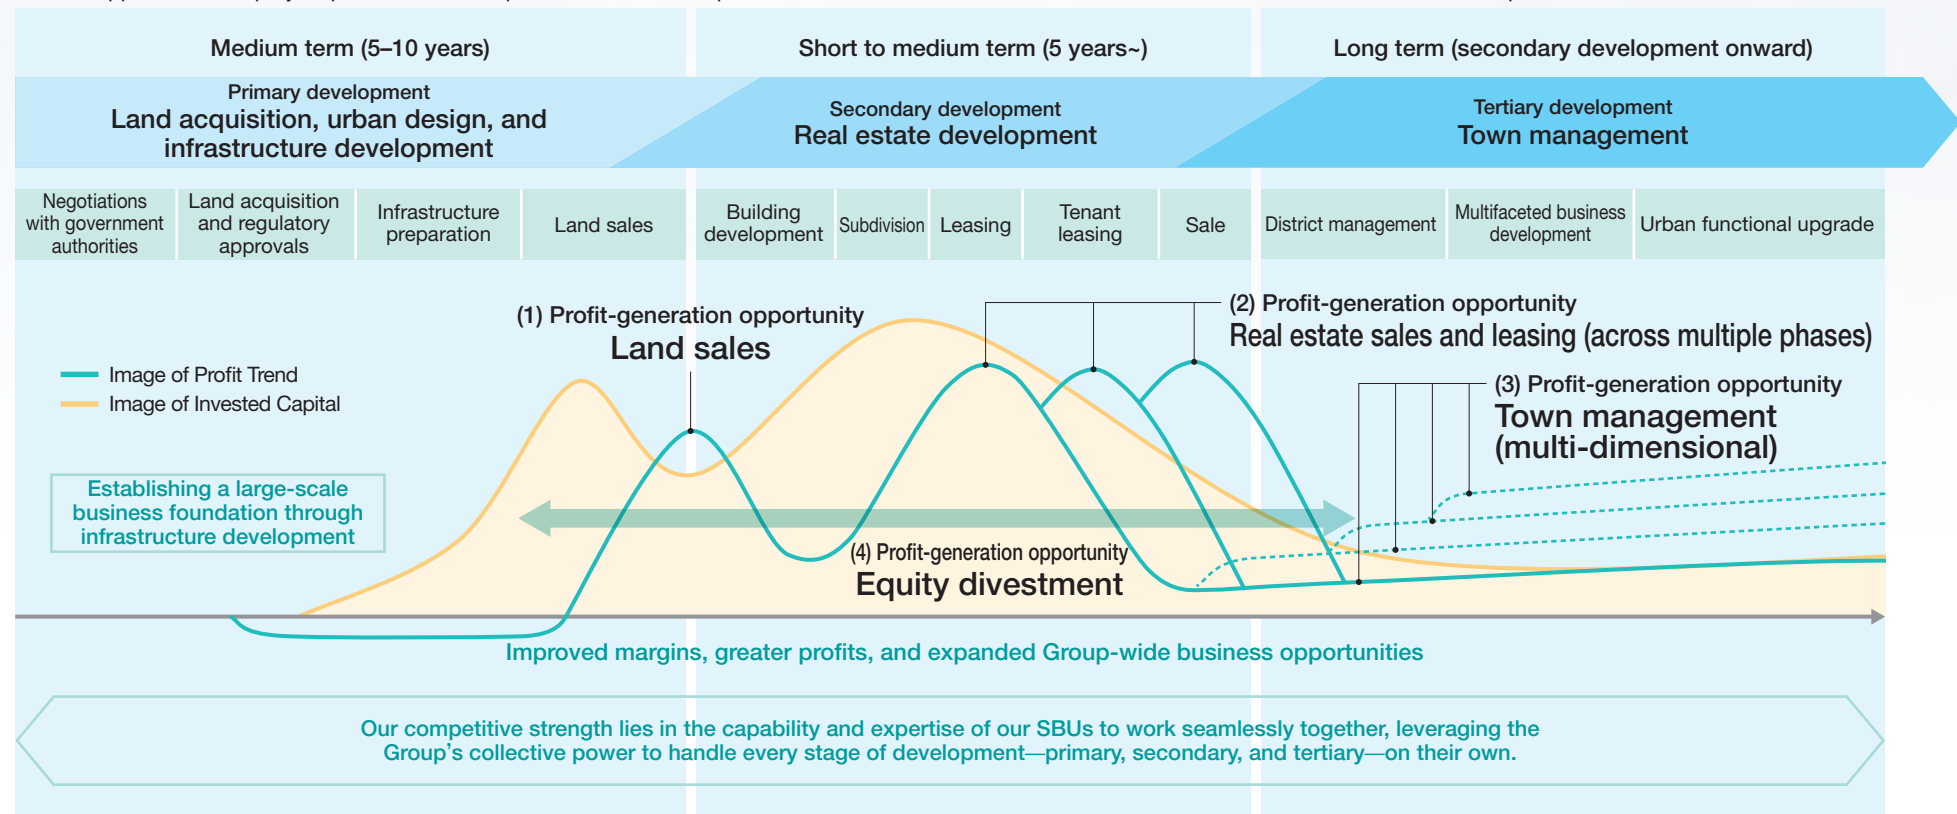 Medium term (5–10 years)
Short to medium term (5 years~)
Long term (secondary development onward)
Primary development
Land acquisition, urban design, and
infrastructure development
Secondary development
Real estate development
Tertiary development
Town management
Negotiations
with government
authorities
Land acquisition
and regulatory
approvals
Infrastructure
preparation
Land sales
Building
development
Subdivision
Leasing
Tenant
leasing
Sale
District management
Multifaceted business
development
Urban functional upgrade
(1) Profit-generation opportunity
Land sales
(2) Profit-generation opportunity
Real estate sales and leasing (across multiple phases)
Image of Profit Trend
Image of Invested Capital
(3) Profit-generation opportunity
Town management
(multi-dimensional)
Establishing a large-scale
business foundation through
infrastructure development
(4) Profit-generation opportunity
Equity divestment
Improved margins, greater profits, and expanded Group-wide business opportunities
Our competitive strength lies in the capability and expertise of our SBUs to work seamlessly together, leveraging the
Group’s collective power to handle every stage of development—primary, secondary, and tertiary—on their own.